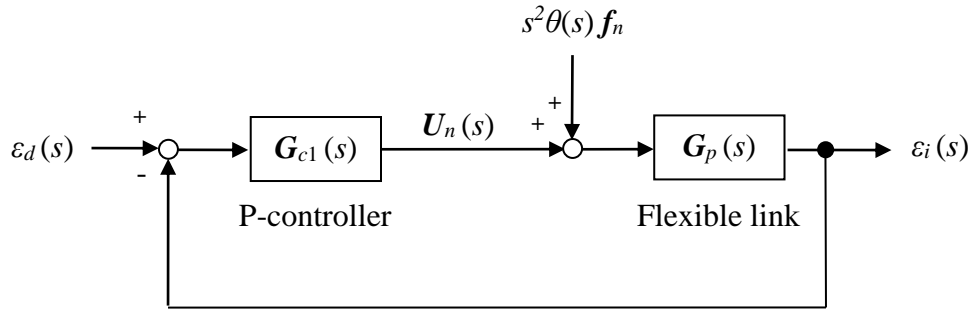 s²θ(s) fₙ
+
+
+
-
εd(s)
Gc1(s)
Uₙ(s)
Gp(s)
εi(s)
P-controller
Flexible link